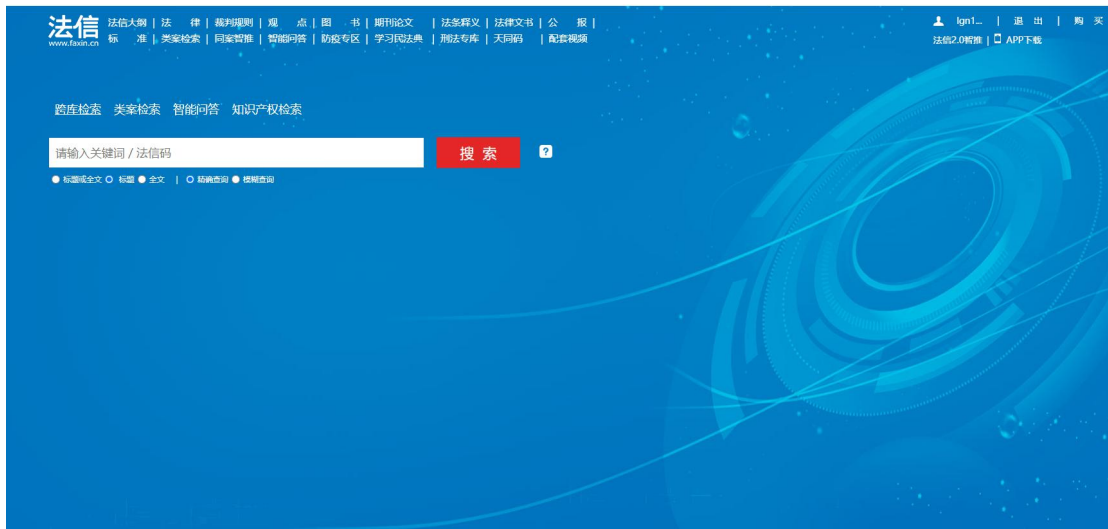 法信 法信大纲 | 法 律 | 裁判规则 | 观 点 | 图 书 | 期刊论文 | 法条释义 | 法律文书 | 公 报 |
www.faxin.cn 标 准 | 类案检索 | 同案智推 | 智能问答 | 防疫专区 | 学习民法典 | 刑法专库 | 天同码 | 配套视频
lgn1... | 退 出 | 购 买
法信2.0智推 | APP下载
跨库检索 类案检索 智能问答 知识产权检索
请输入关键词 / 法信码 搜 索 ?
标题或全文 标题 全文 | 精确查询 模糊查询